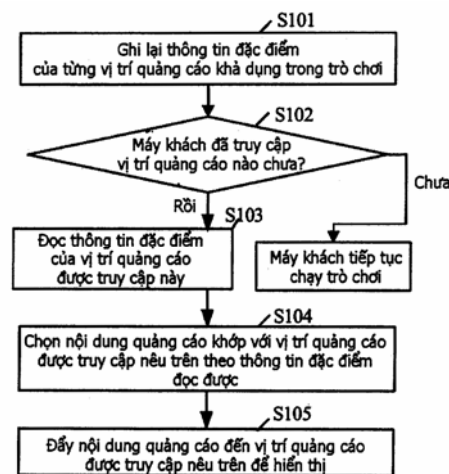 S101
Ghi lại thông tin đặc điểm
của từng vị trí quảng cáo khả dụng trong trò chơi
S102
Máy khách đã truy cập
vị trí quảng cáo nào chưa?
Chưa
Rồi
S103
Đọc thông tin đặc điểm
của vị trí quảng cáo
được truy cập này
Máy khách tiếp tục
chạy trò chơi
S104
Chọn nội dung quảng cáo khớp với vị trí quảng cáo
được truy cập nêu trên theo thông tin đặc điểm
đọc được
S105
Đẩy nội dung quảng cáo đến vị trí quảng cáo
được truy cập nêu trên để hiển thị